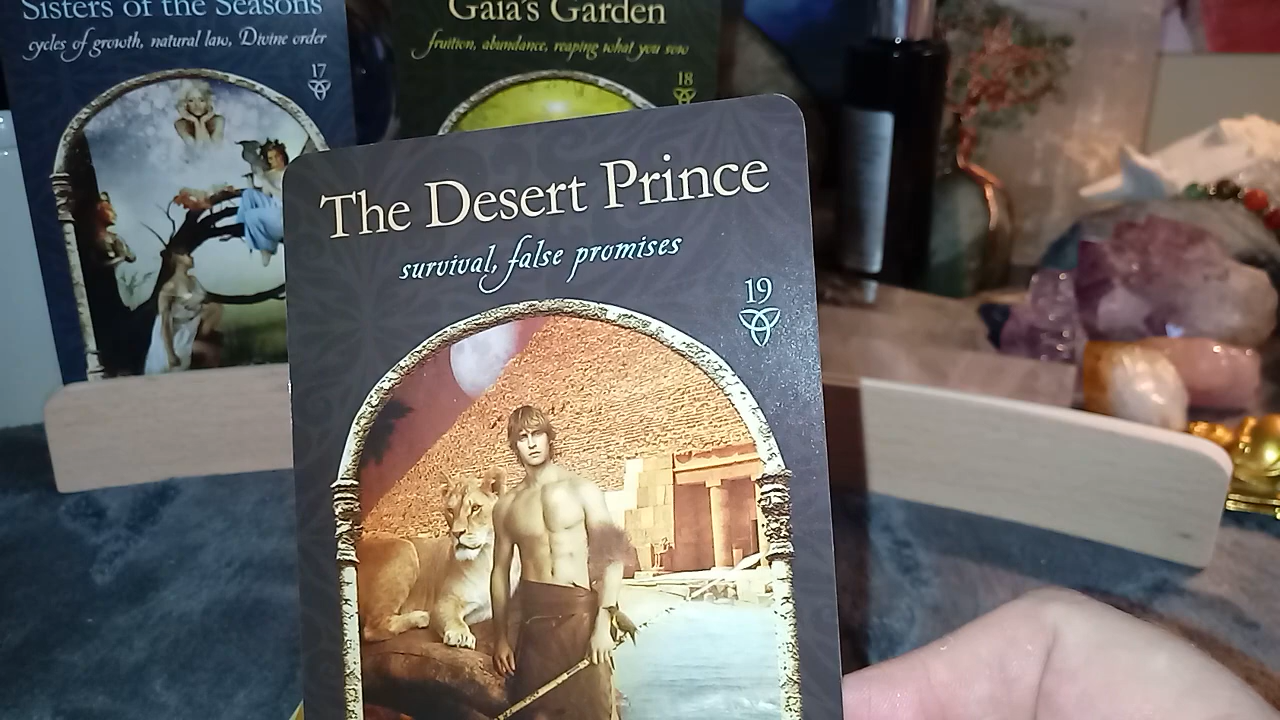 Sisters of the Seasons
cycles of growth, natural law, Divine order
17
Gaia's Garden
fruition, abundance, reaping what you sow
18
The Desert Prince
survival, false promises
19